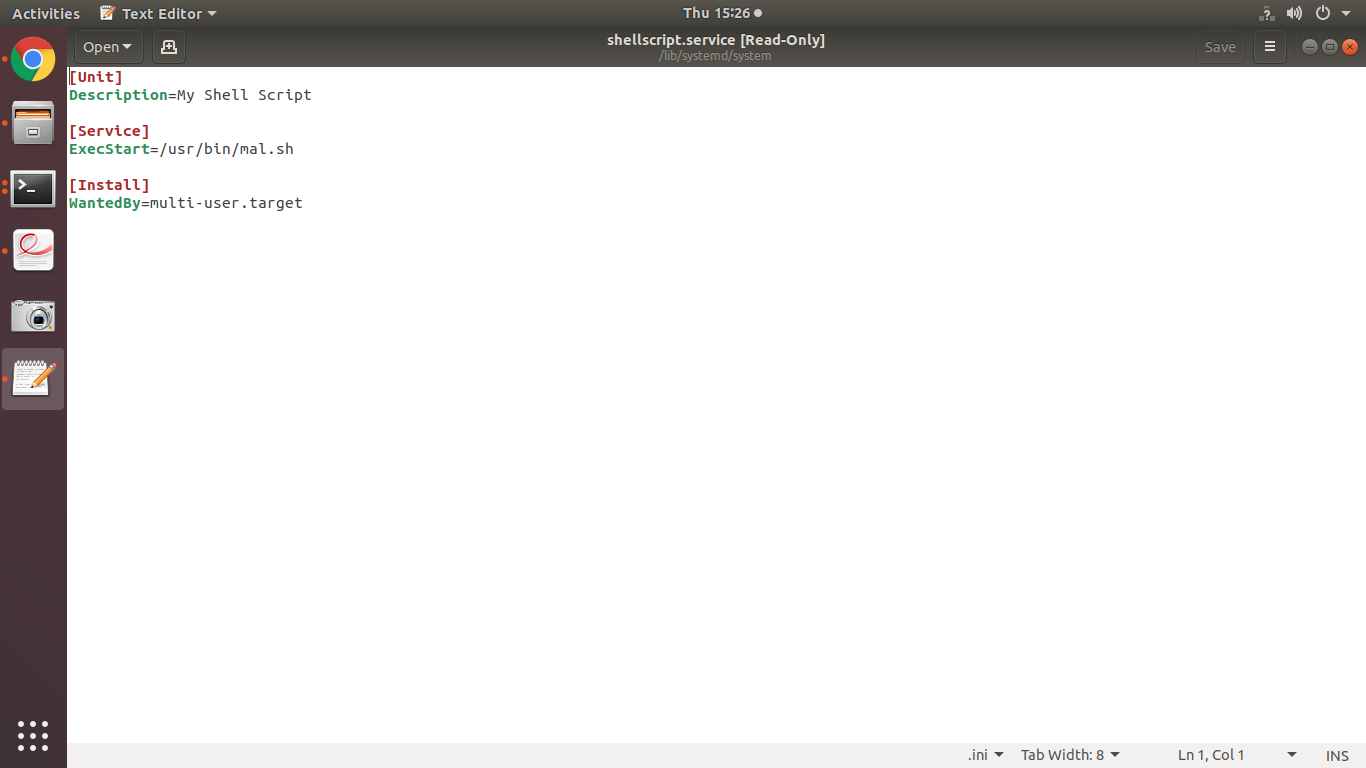 Activities Text Editor Thu 15:26
Open shellscript.service [Read-Only] Save
/lib/systemd/system
[Unit]
Description=My Shell Script
[Service]
ExecStart=/usr/bin/mal.sh
[Install]
WantedBy=multi-user.target
.ini Tab Width: 8 Ln 1, Col 1 INS